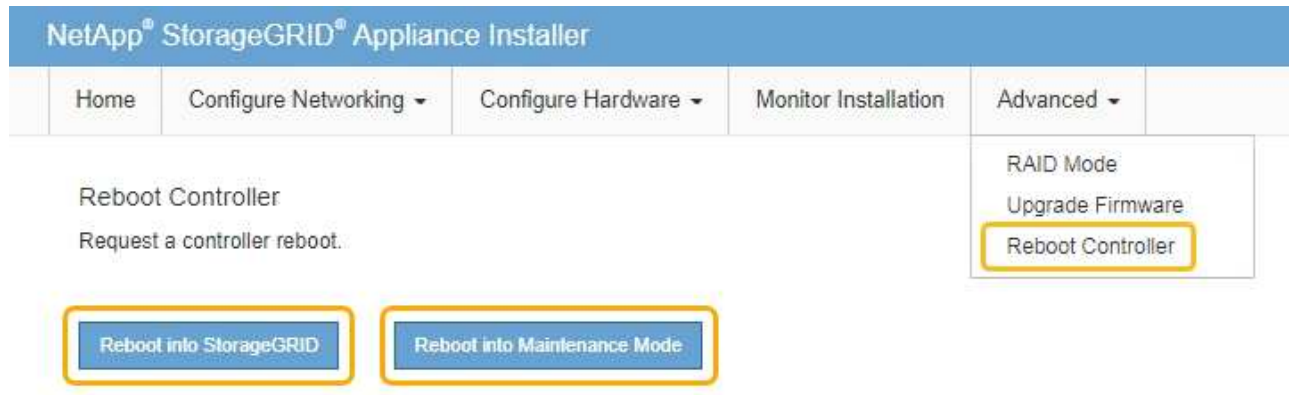 NetApp® StorageGRID® Appliance Installer
Home Configure Networking Configure Hardware Monitor Installation Advanced
RAID Mode
Upgrade Firmware
Reboot Controller
Reboot Controller
Request a controller reboot.
Reboot into StorageGRID Reboot into Maintenance Mode